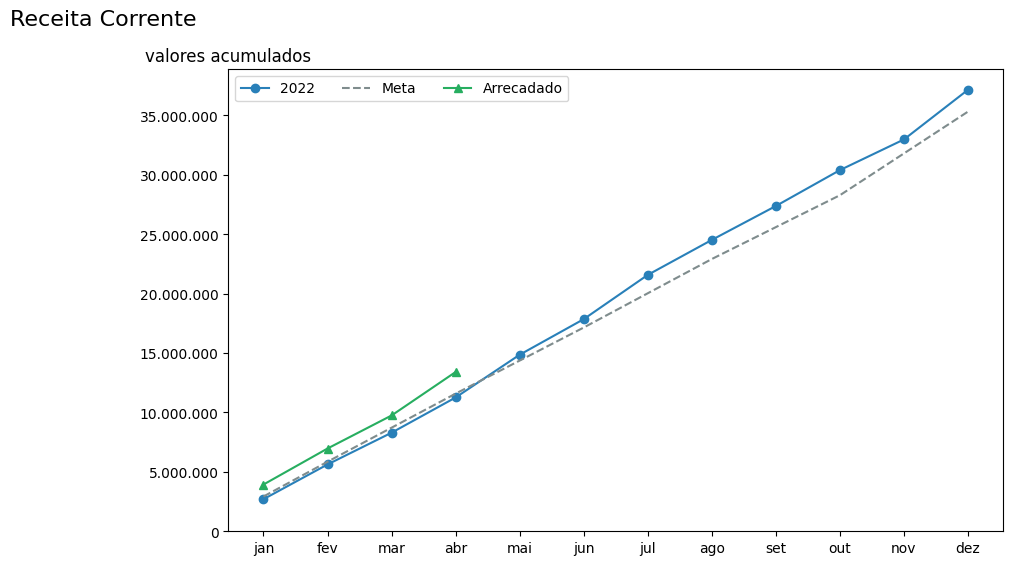 Receita Corrente
valores acumulados
2022 Meta Arrecadado
35.000.000
30.000.000
25.000.000
20.000.000
15.000.000
10.000.000
5.000.000
0
jan fev mar abr mai jun jul ago set out nov dez